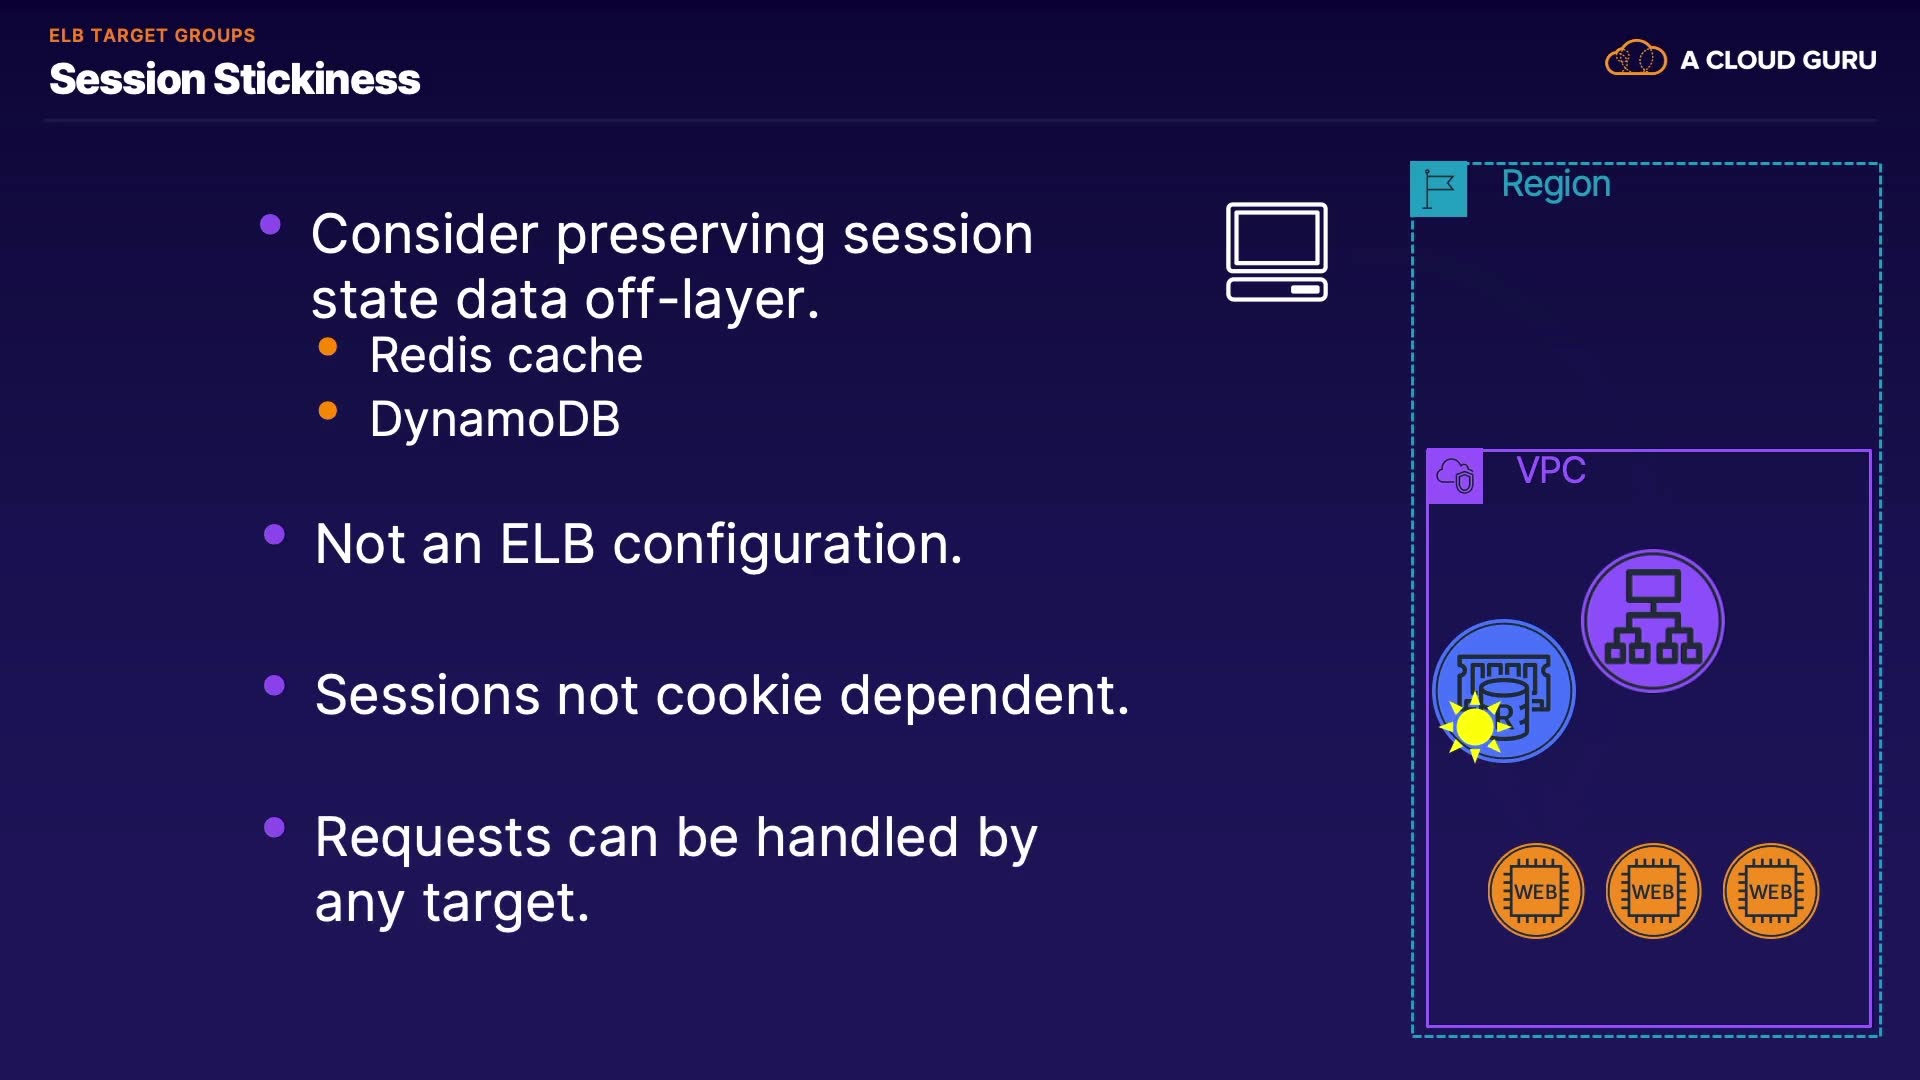 ELB TARGET GROUPS
Session Stickiness
A CLOUD GURU
Consider preserving session
state data off-layer.
Redis cache
DynamoDB
Not an ELB configuration.
Sessions not cookie dependent.
Requests can be handled by
any target.
Region
VPC
R
WEB
WEB
WEB